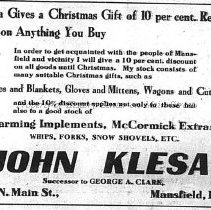 a Gives a Christmas Gift of 10 per cent. Re
on Anything You Buy
In order to get acquainted with the people of Mans-
field and vicinity I will give a 10 per cent. discount
on all goods until Christmas. My stock consists of
many suitable Christmas gifts, such as
es and Blankets, Gloves and Mittens, Wagons and Cut
and the 10% discount applies not only to these but
also to a good stock of
arming Implements, McCormick Extra
WHIPS, FORKS, SNOW SHOVELS, ETC.
JOHN KLESA
Successor to GEORGE A. CLARK,
N. Main St., Mansfield,